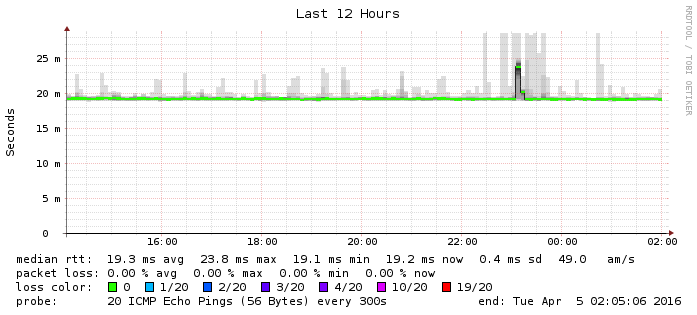 Last 12 Hours
RRDTOOL / TOBI OETIKER
Seconds
25 m
20 m
15 m
10 m
5 m
0
16:00 18:00 20:00 22:00 00:00 02:00
median rtt: 19.3 ms avg 23.8 ms max 19.1 ms min 19.2 ms now 0.4 ms sd 49.0 am/s
packet loss: 0.00 % avg 0.00 % max 0.00 % min 0.00 % now
loss color: 0 1/20 2/20 3/20 4/20 10/20 19/20
probe: 20 ICMP Echo Pings (56 Bytes) every 300s end: Tue Apr 5 02:05:06 2016